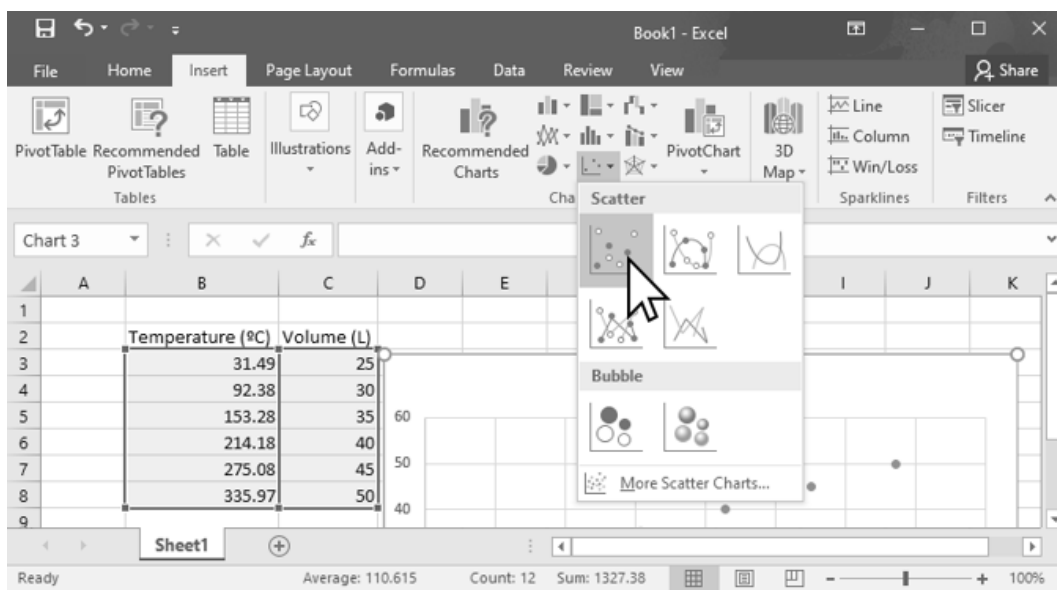 Book1 - Excel
File Home Insert Page Layout Formulas Data Review View Share
PivotTable Recommended PivotTables Table
Tables
Illustrations
Add-ins
Recommended Charts
Cha
PivotChart
3D Map
Line
Column
Win/Loss
Sparklines
Slicer
Timeline
Filters
Scatter
Bubble
More Scatter Charts...
Chart 3 fx
A B C D E I J K
1
2 Temperature (ºC) Volume (L)
3 31.49 25
4 92.38 30
5 153.28 35
6 214.18 40
7 275.08 45
8 335.97 50
9
60
50
40
Sheet1
Ready Average: 110.615 Count: 12 Sum: 1327.38 100%